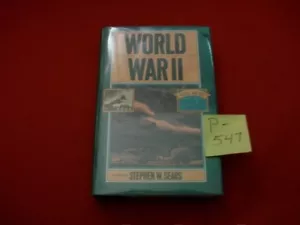 WORLD
WAR II
STEPHEN W. SEARS
P-
547